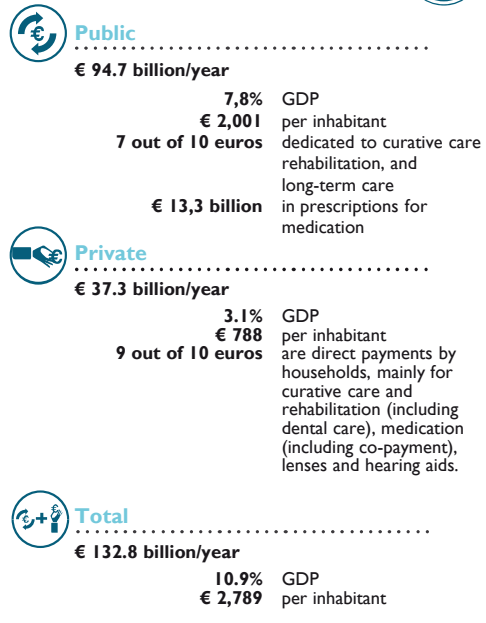 Public
€ 94.7 billion/year
7,8% GDP
€ 2,001 per inhabitant
7 out of 10 euros dedicated to curative care
rehabilitation, and
long-term care
€ 13,3 billion in prescriptions for
medication
Private
€ 37.3 billion/year
3.1% GDP
€ 788 per inhabitant
9 out of 10 euros are direct payments by
households, mainly for
curative care and
rehabilitation (including
dental care), medication
(including co-payment),
lenses and hearing aids.
Total
€ 132.8 billion/year
10.9% GDP
€ 2,789 per inhabitant